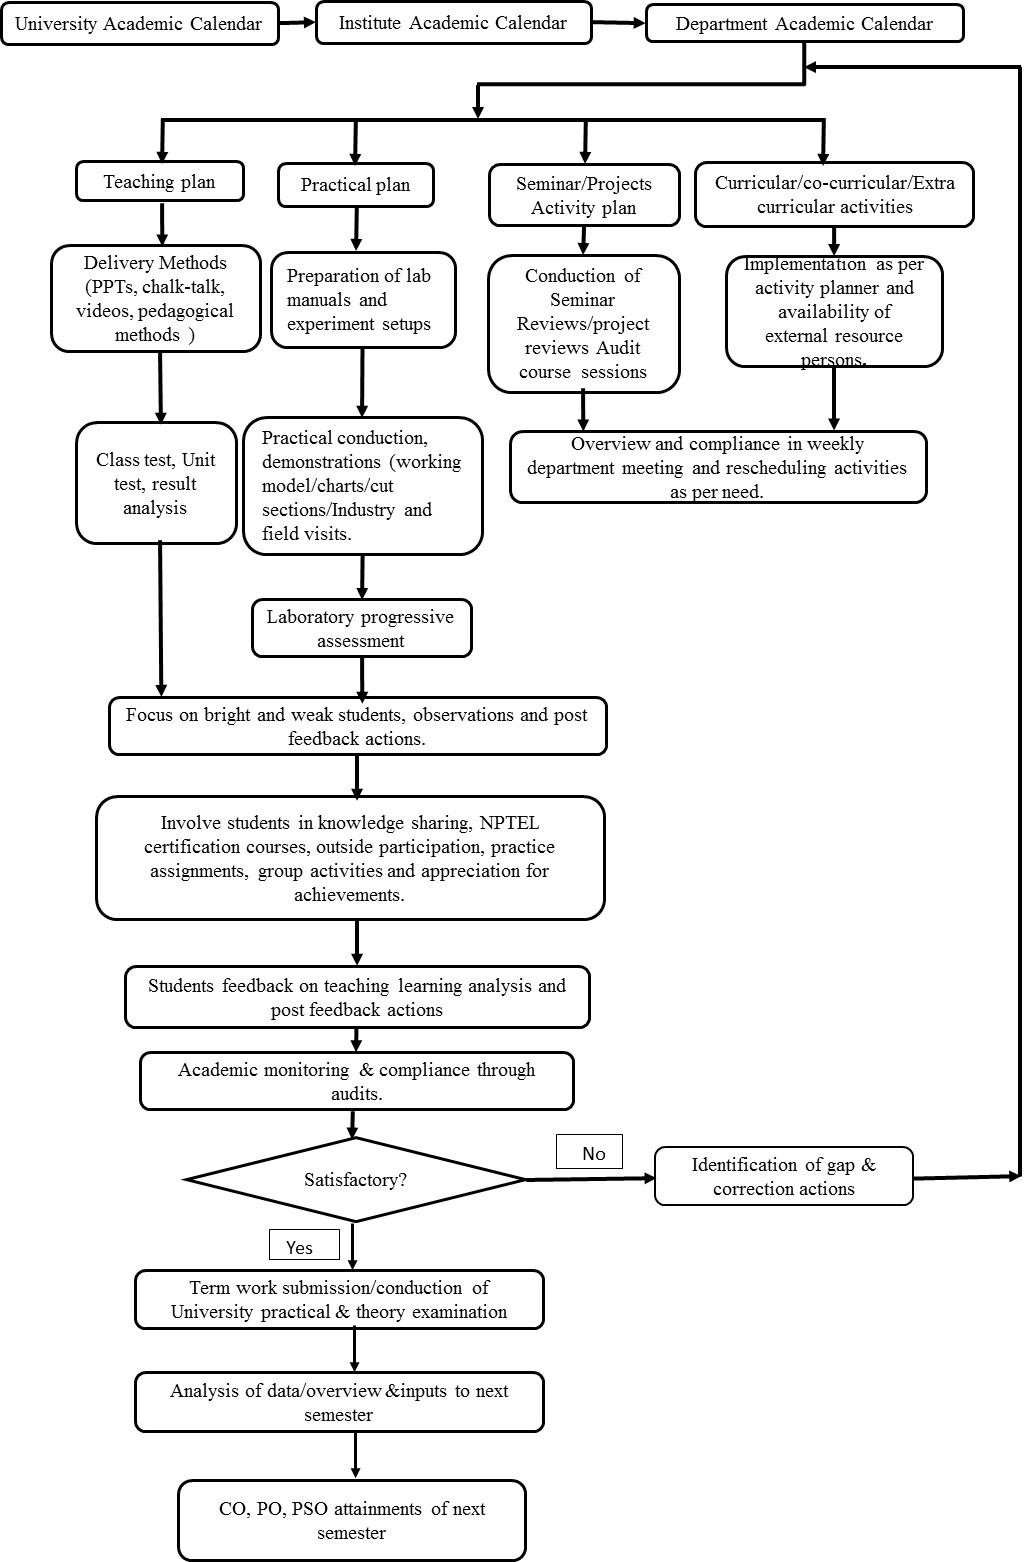 University Academic Calendar
Institute Academic Calendar
Department Academic Calendar
Teaching plan
Practical plan
Seminar/Projects
Activity plan
Curricular/co-curricular/Extra
curricular activities
Delivery Methods
(PPTs, chalk-talk,
videos, pedagogical
methods )
Preparation of lab
manuals and
experiment setups
Conduction of
Seminar
Reviews/project
reviews Audit
course sessions
Implementation as per
activity planner and
availability of
external resource
persons.
Class test, Unit
test, result
analysis
Practical conduction,
demonstrations (working
model/charts/cut
sections/Industry and
field visits.
Overview and compliance in weekly
department meeting and rescheduling activities
as per need.
Laboratory progressive
assessment
Focus on bright and weak students, observations and post
feedback actions.
Involve students in knowledge sharing, NPTEL
certification courses, outside participation, practice
assignments, group activities and appreciation for
achievements.
Students feedback on teaching learning analysis and
post feedback actions
Academic monitoring & compliance through
audits.
Satisfactory?
No
Identification of gap &
correction actions
Yes
Term work submission/conduction of
University practical & theory examination
Analysis of data/overview &inputs to next
semester
CO, PO, PSO attainments of next
semester